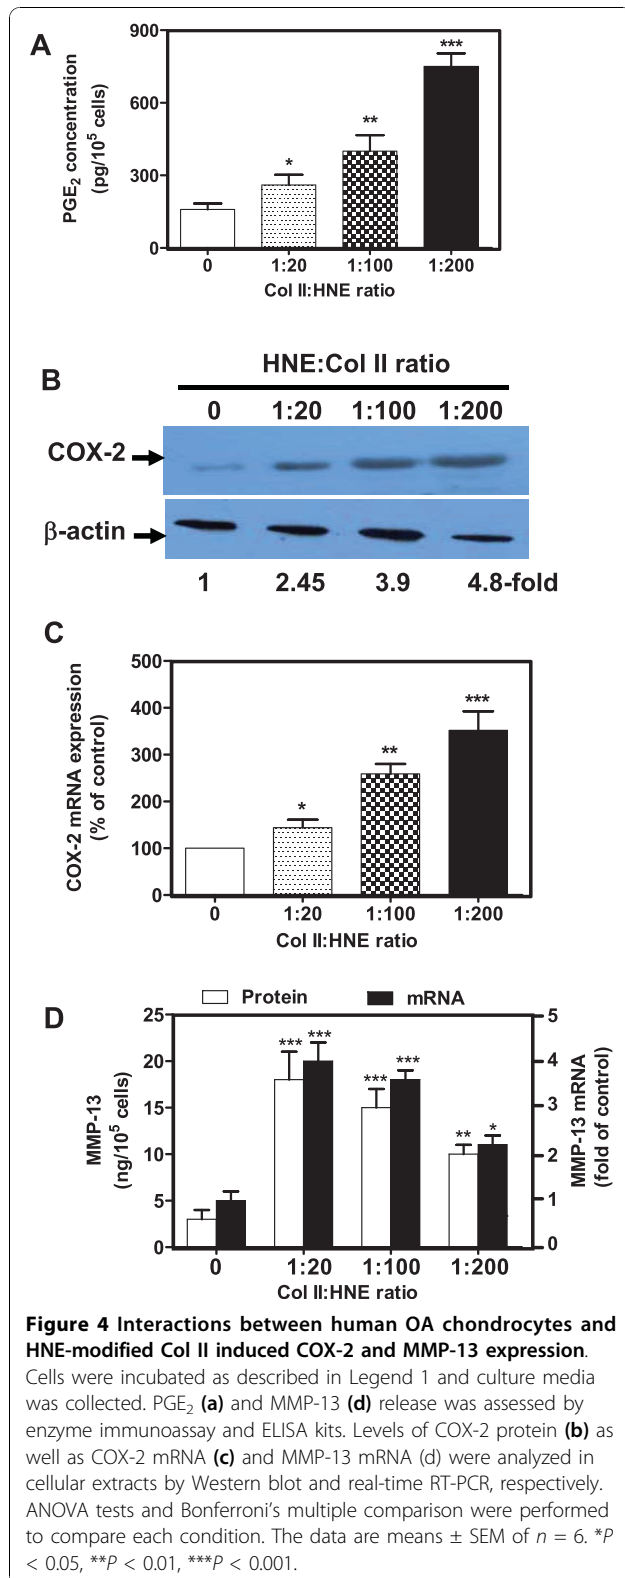 A
PGE2 concentration
(pg/10^5 cells)
900
600
300
0
*
**
***
0 1:20 1:100 1:200
Col II:HNE ratio
B
HNE:Col II ratio
0 1:20 1:100 1:200
COX-2
β-actin
1 2.45 3.9 4.8-fold
C
COX-2 mRNA expression
(% of control)
500
400
300
200
100
0
*
**
***
0 1:20 1:100 1:200
Col II:HNE ratio
D
Protein mRNA
MMP-13
(ng/10^5 cells)
25
20
15
10
5
0
*** ***
*** ***
** *
5
4
3
2
1
0
MMP-13 mRNA
(fold of control)
0 1:20 1:100 1:200
Col II:HNE ratio
Figure 4 Interactions between human OA chondrocytes and
HNE-modified Col II induced COX-2 and MMP-13 expression.
Cells were incubated as described in Legend 1 and culture media
was collected. PGE2 (a) and MMP-13 (d) release was assessed by
enzyme immunoassay and ELISA kits. Levels of COX-2 protein (b) as
well as COX-2 mRNA (c) and MMP-13 mRNA (d) were analyzed in
cellular extracts by Western blot and real-time RT-PCR, respectively.
ANOVA tests and Bonferroni's multiple comparison were performed
to compare each condition. The data are means ± SEM of n = 6. *P
< 0.05, **P < 0.01, ***P < 0.001.